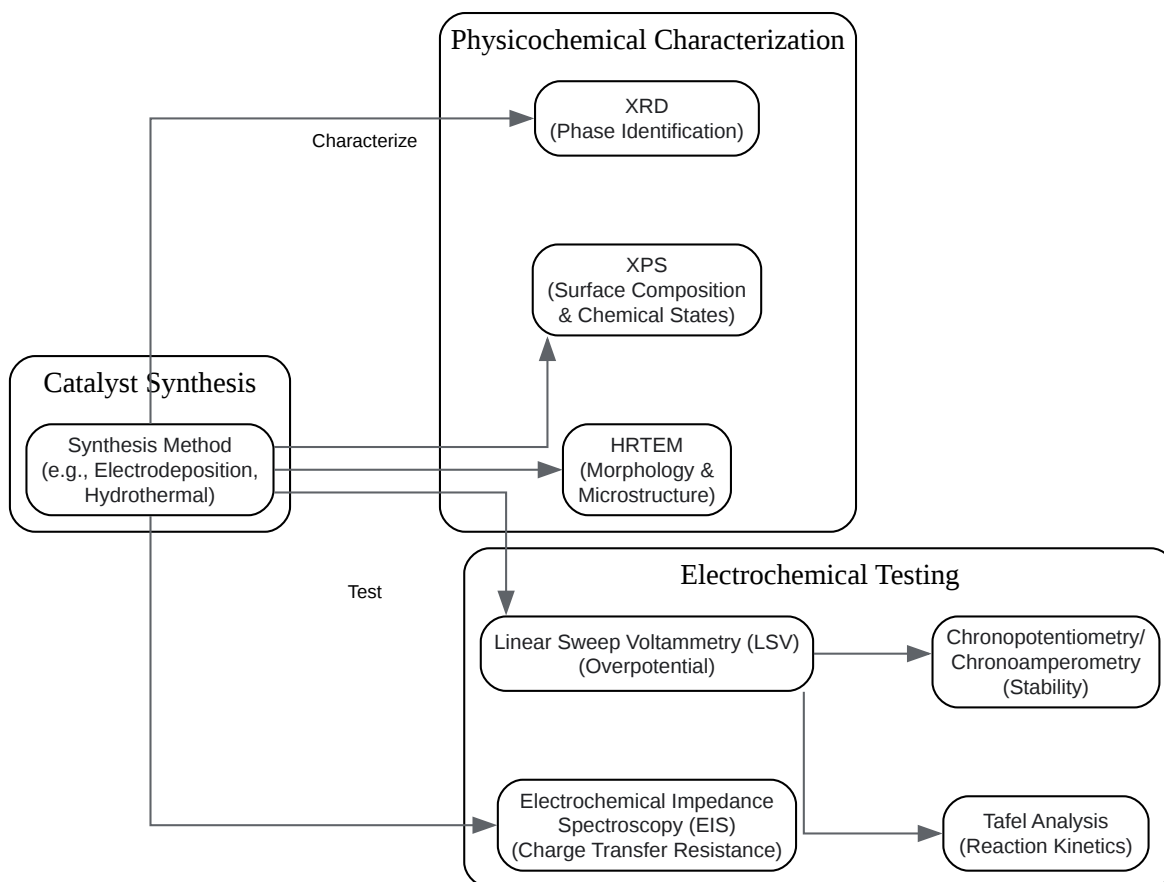 Physicochemical Characterization
XRD
(Phase Identification)
Characterize
XPS
(Surface Composition
& Chemical States)
Catalyst Synthesis
Synthesis Method
(e.g., Electrodeposition,
Hydrothermal)
HRTEM
(Morphology &
Microstructure)
Test
Electrochemical Testing
Linear Sweep Voltammetry (LSV)
(Overpotential)
Chronopotentiometry/
Chronoamperometry
(Stability)
Electrochemical Impedance
Spectroscopy (EIS)
(Charge Transfer Resistance)
Tafel Analysis
(Reaction Kinetics)